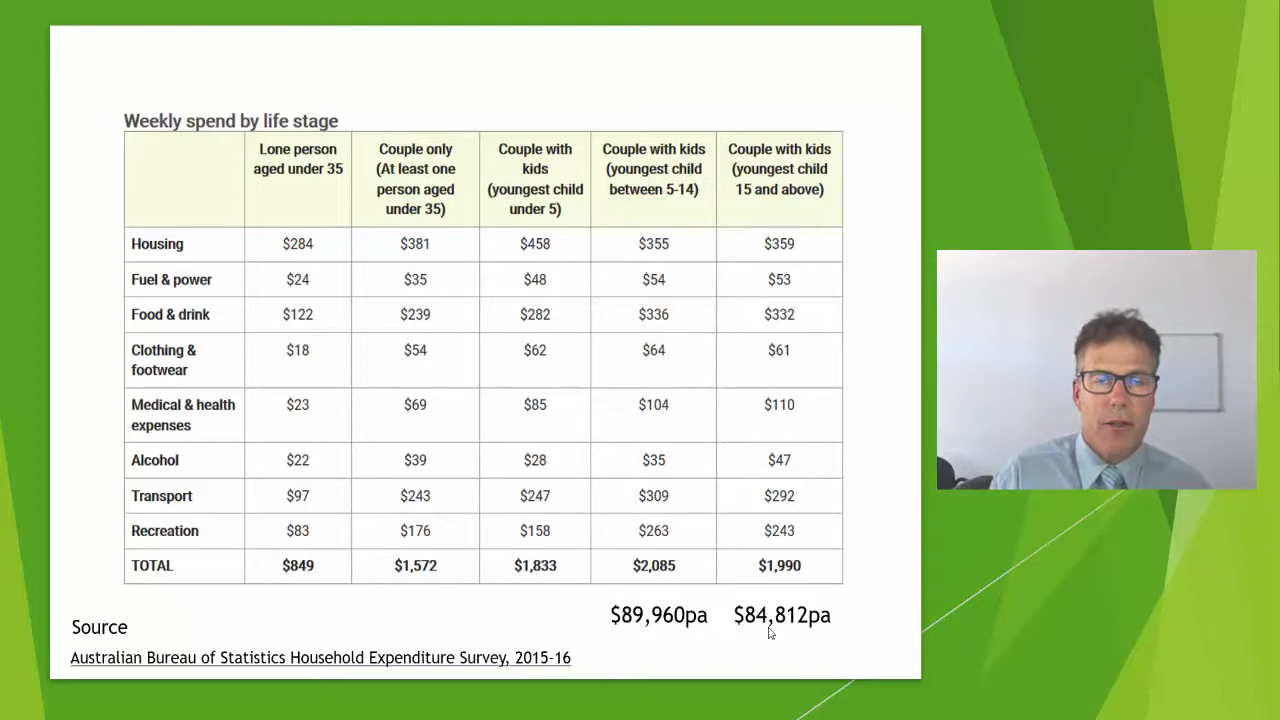 Weekly spend by life stage
Lone person aged under 35
Couple only (At least one person aged under 35)
Couple with kids (youngest child under 5)
Couple with kids (youngest child between 5-14)
Couple with kids (youngest child 15 and above)
Housing $284 $381 $458 $355 $359
Fuel & power $24 $35 $48 $54 $53
Food & drink $122 $239 $282 $336 $332
Clothing & footwear $18 $54 $62 $64 $61
Medical & health expenses $23 $69 $85 $104 $110
Alcohol $22 $39 $28 $35 $47
Transport $97 $243 $247 $309 $292
Recreation $83 $176 $158 $263 $243
TOTAL $849 $1,572 $1,833 $2,085 $1,990
$89,960pa $84,812pa
Source
Australian Bureau of Statistics Household Expenditure Survey, 2015-16